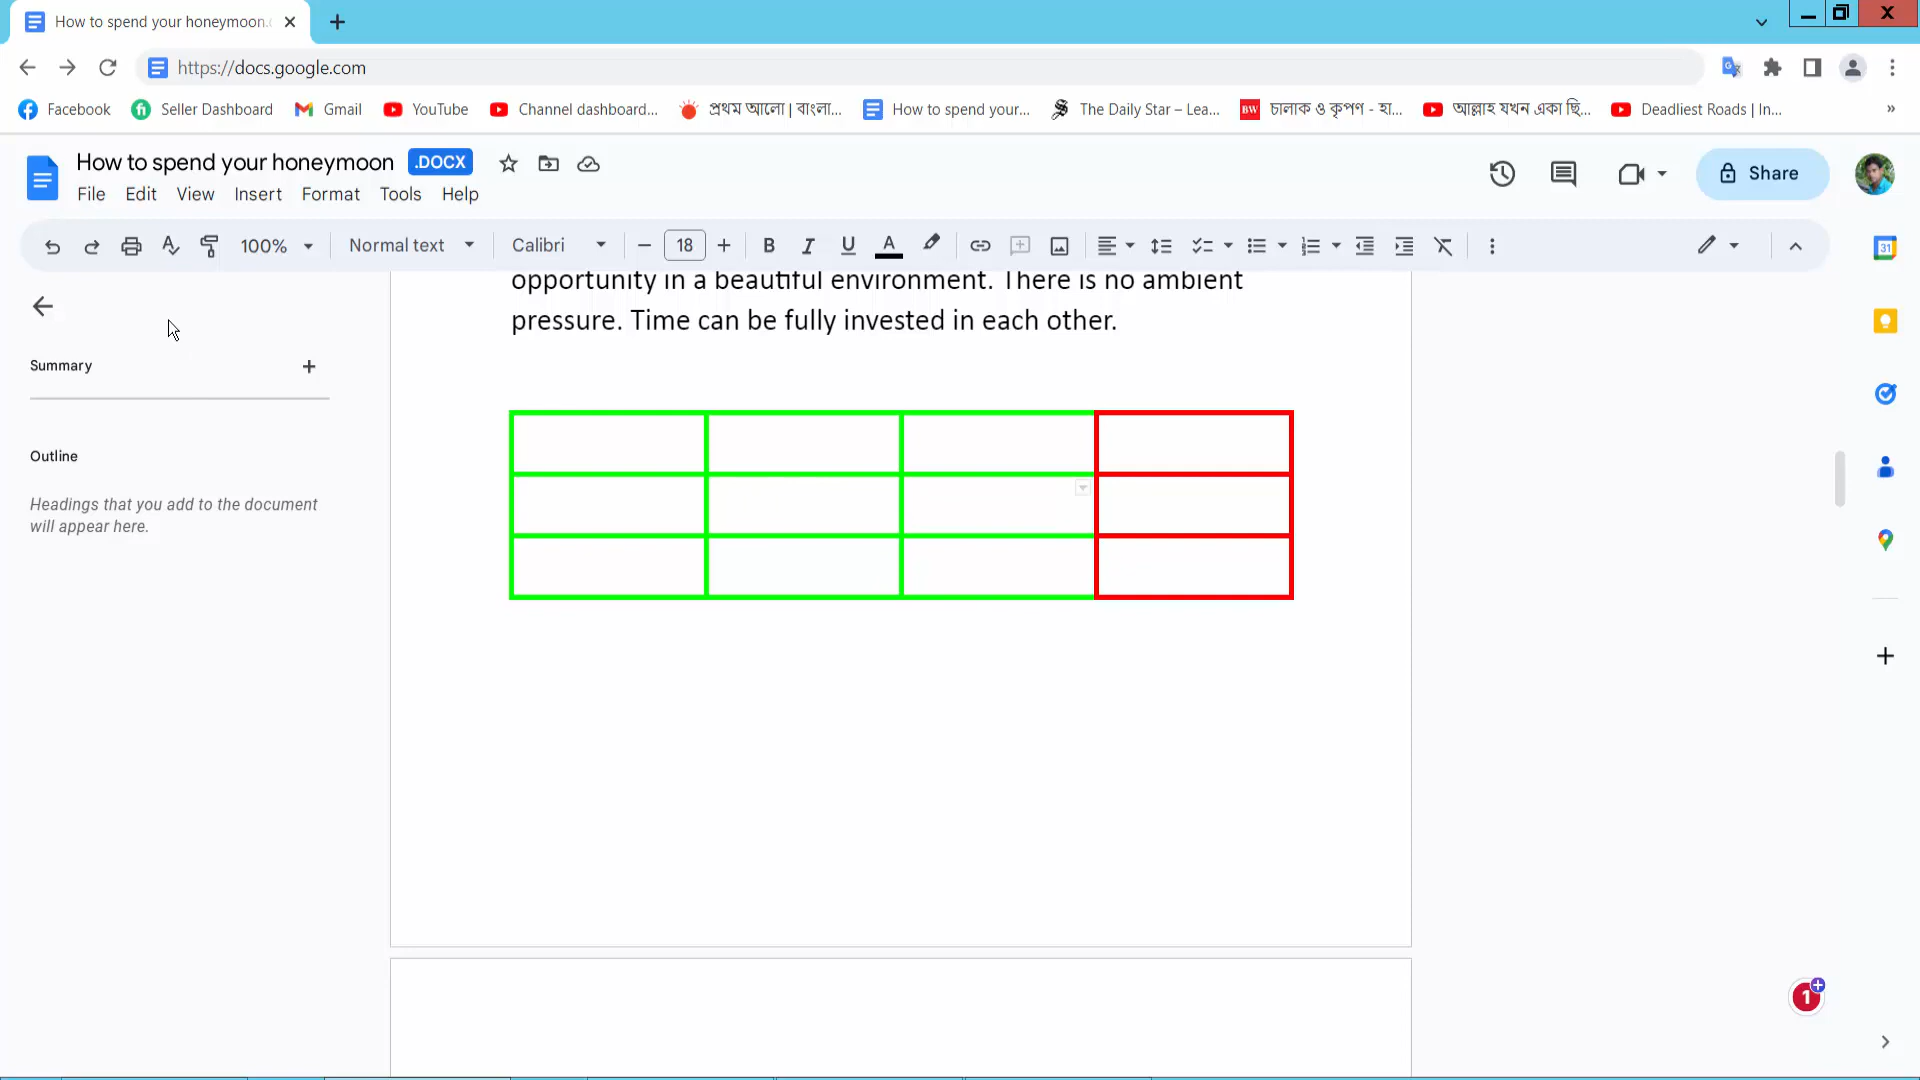 How to spend your honeymoon.
https://docs.google.com
Facebook
Seller Dashboard
Gmail
YouTube
Channel dashboard...
প্রথম আলো | বাংলা...
How to spend your...
The Daily Star – Lea...
BW
চালাক ও কৃপণ - হা...
আল্লাহ যখন একা ছি...
Deadliest Roads | In...
»
How to spend your honeymoon
.DOCX
File
Edit
View
Insert
Format
Tools
Help
Share
100%
Normal text
Calibri
18
B
I
U
A
31
opportunity in a beautiful environment. There is no ambient
pressure. Time can be fully invested in each other.
Summary
Outline
Headings that you add to the document
will appear here.
1